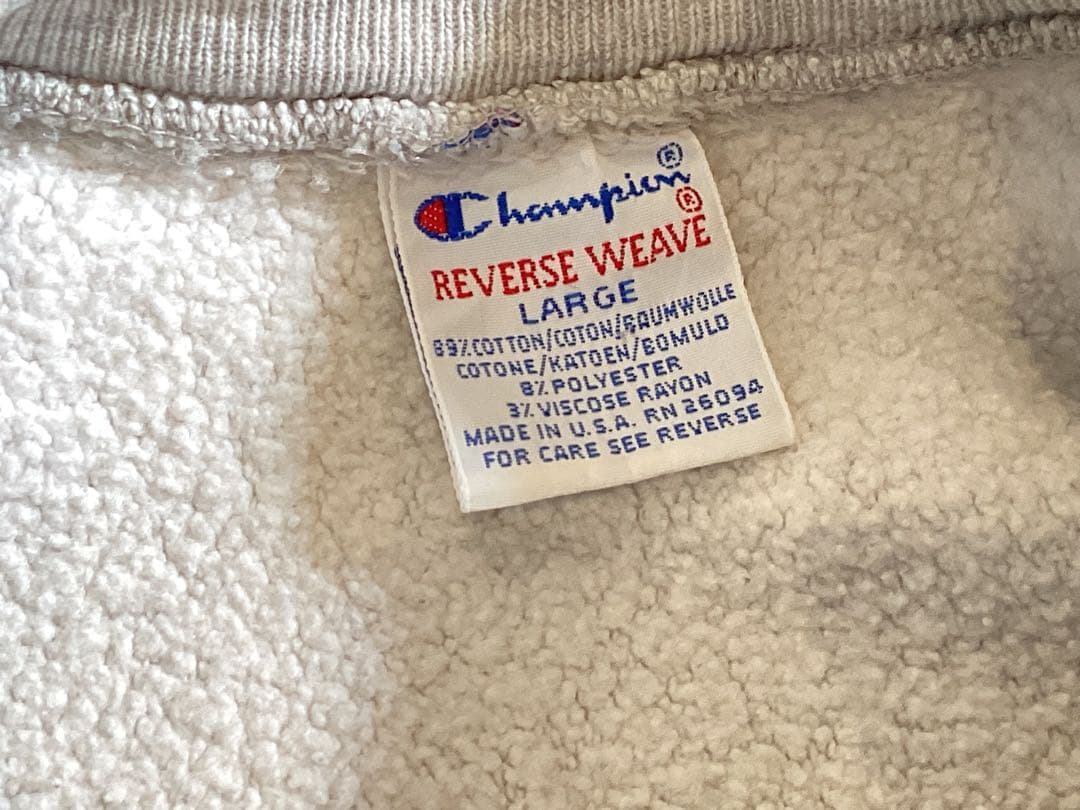 Champion®
REVERSE WEAVE®
LARGE
89% COTTON/COTON/BAUMWOLLE
COTONE/KATOEN/BOMULD
8% POLYESTER
3% VISCOSE RAYON
MADE IN U.S.A. RN 26094
FOR CARE SEE REVERSE